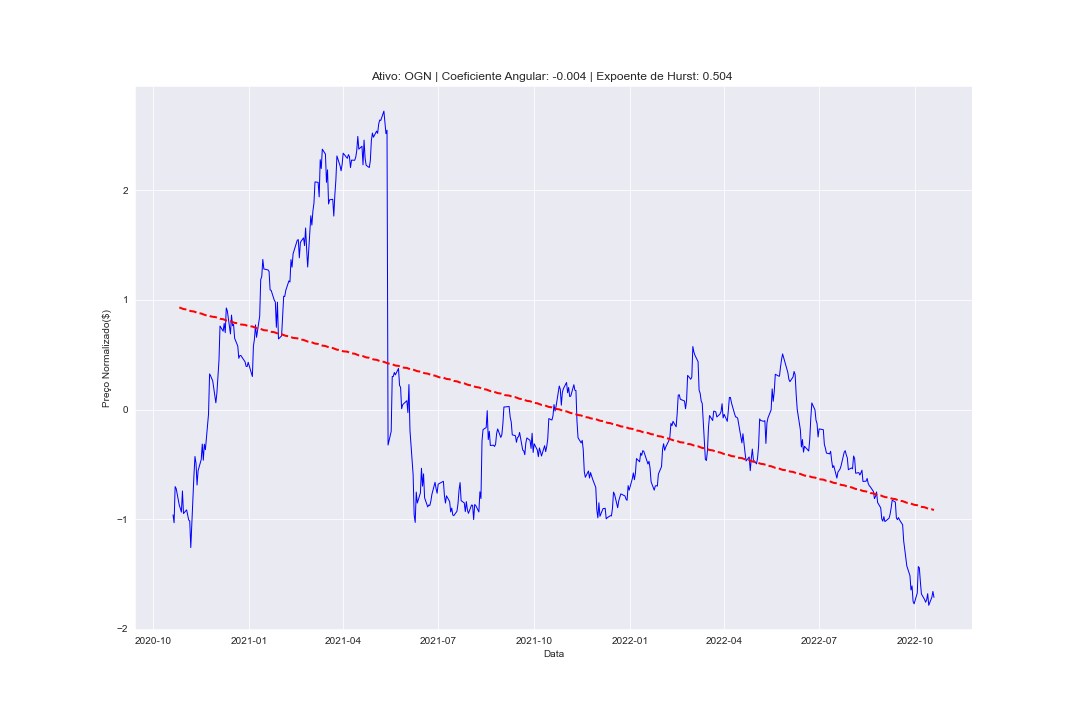 Ativo: OGN | Coeficiente Angular: -0.004 | Expoente de Hurst: 0.504
Preço Normalizado($)
2
1
0
−1
−2
2020-10 2021-01 2021-04 2021-07 2021-10 2022-01 2022-04 2022-07 2022-10
Data